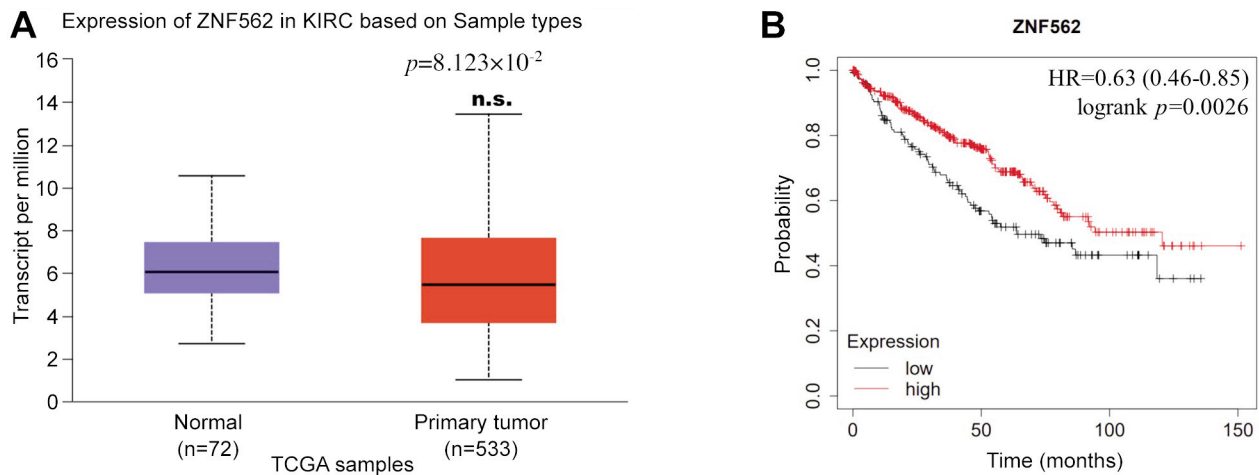 A
Expression of ZNF562 in KIRC based on Sample types
p=8.123×10-2
n.s.
Transcript per million
16
14
12
10
8
6
4
2
0
Normal
(n=72)
Primary tumor
(n=533)
TCGA samples
B
ZNF562
HR=0.63 (0.46-0.85)
logrank p=0.0026
Probability
1.0
0.8
0.6
0.4
0.2
0.0
Expression
low
high
0 50 100 150
Time (months)